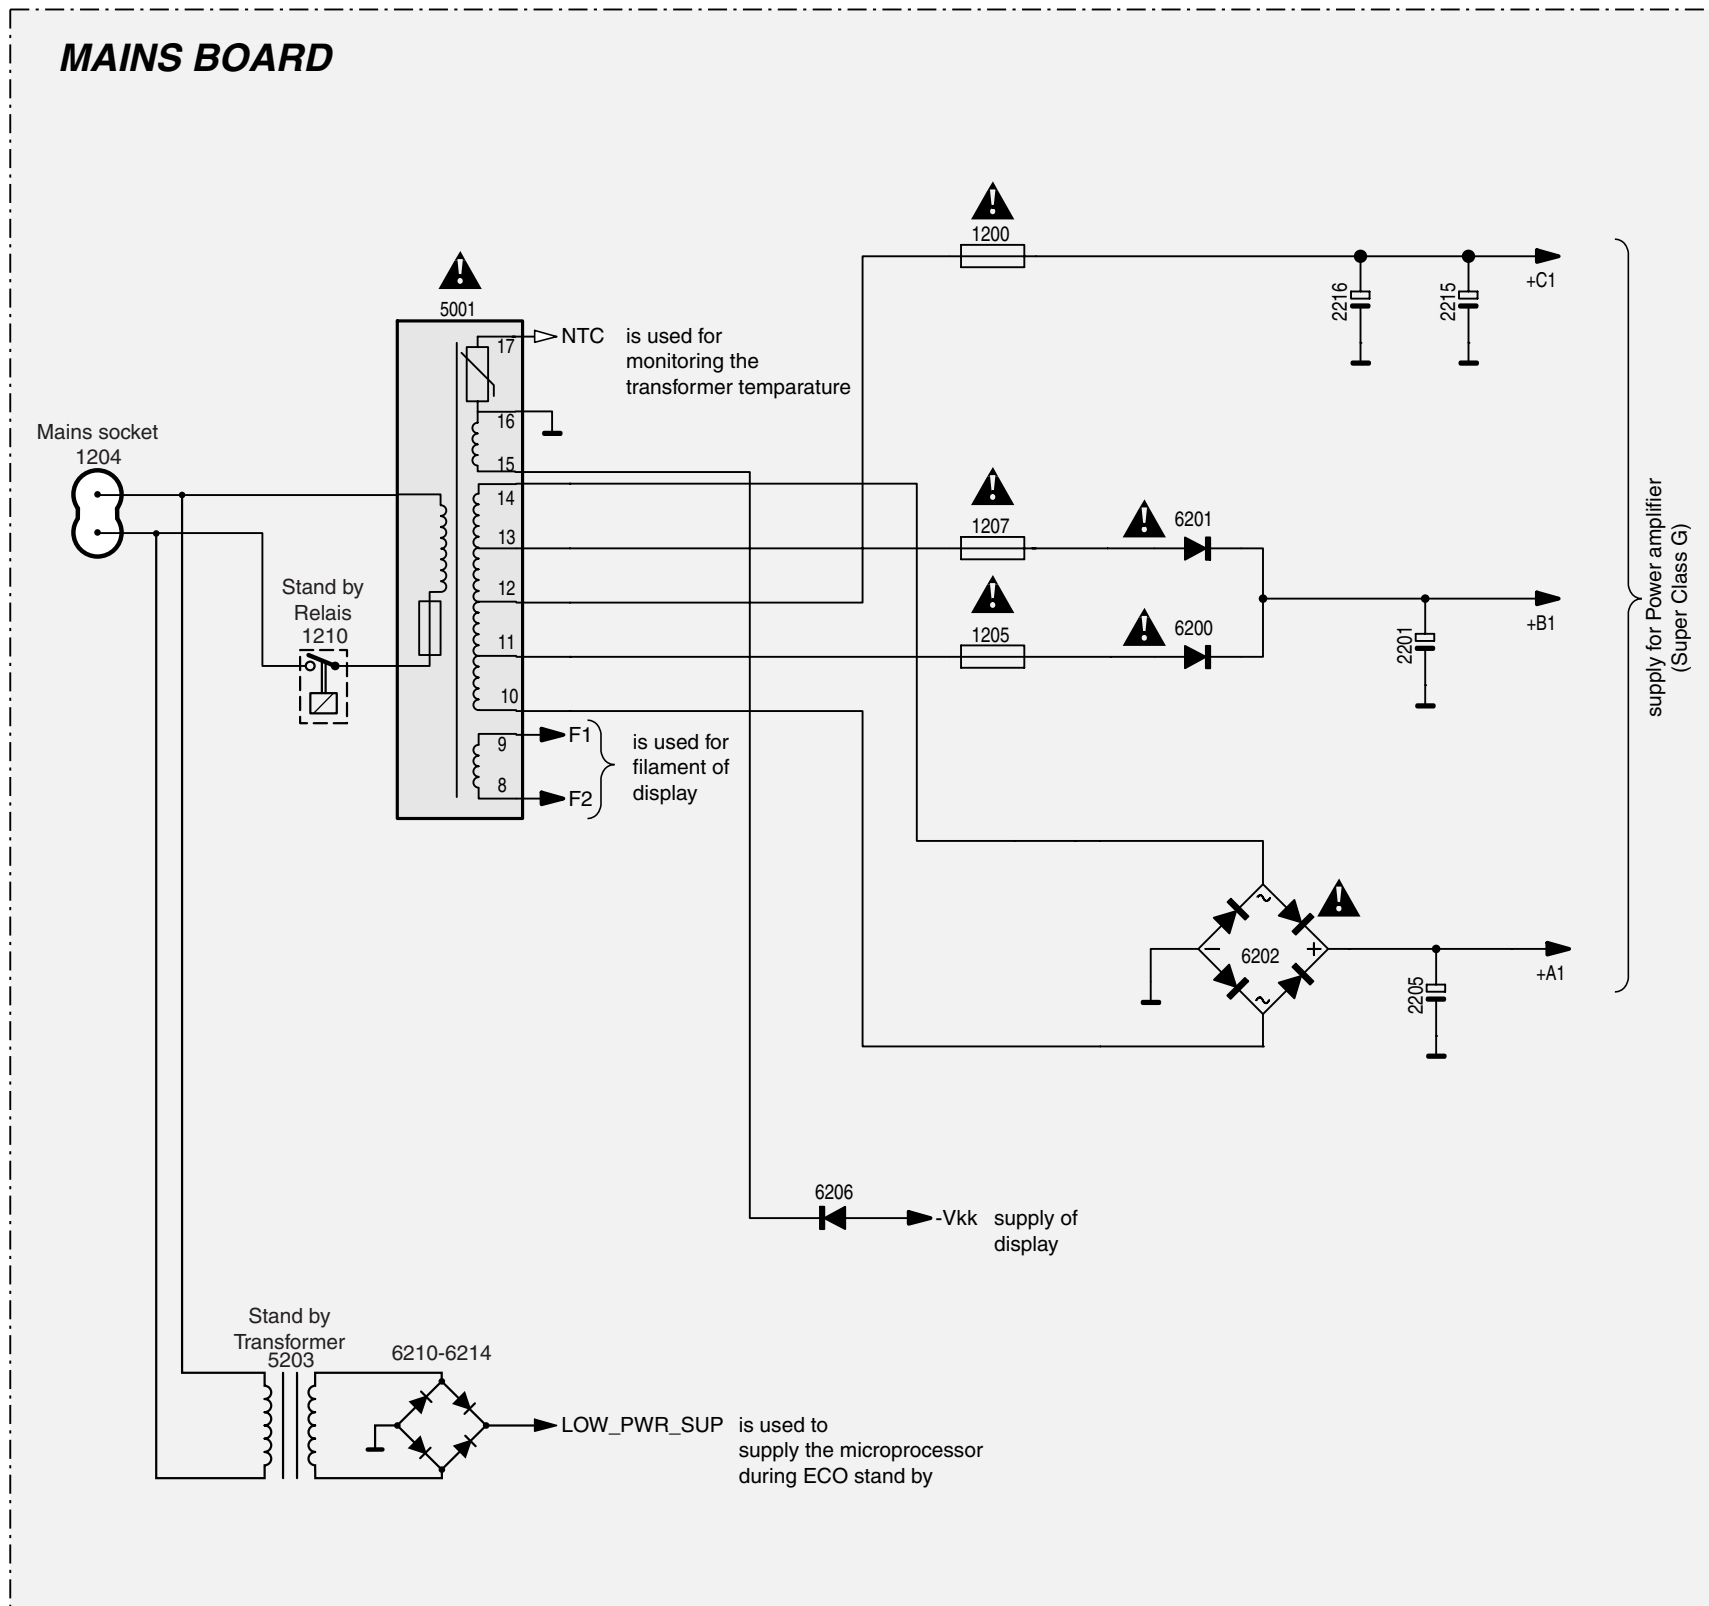 MAINS BOARD
1200
+C1
2216
2215
5001
17
NTC
is used for
monitoring the
transformer temparature
16
15
Mains socket
1204
14
13
12
11
10
9
8
1207
6201
1205
6200
+B1
2201
supply for Power amplifier
(Super Class G)
Stand by
Relais
1210
F1
F2
is used for
filament of
display
~
6202
−
+
~
+A1
2205
6206
-Vkk
supply of
display
Stand by
Transformer
5203
6210-6214
LOW_PWR_SUP
is used to
supply the microprocessor
during ECO stand by